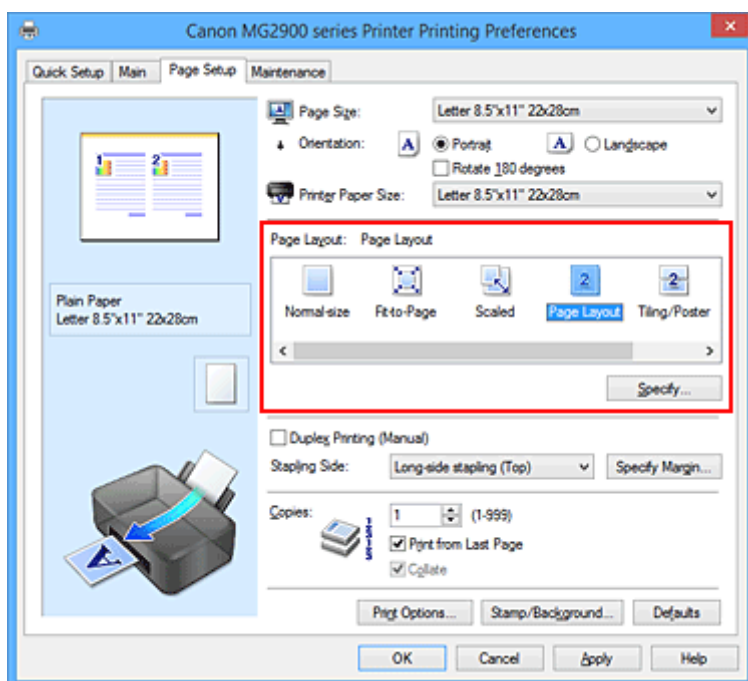 Canon MG2900 series Printer Printing Preferences
Quick Setup Main Page Setup Maintenance
Page Size: Letter 8.5"x11" 22x28cm
Orientation: A Portrait A Landscape
Rotate 180 degrees
Printer Paper Size: Letter 8.5"x11" 22x28cm
1 2
Plain Paper
Letter 8.5"x11" 22x28cm
Page Layout: Page Layout
2 2
Normal-size Fit-to-Page Scaled Page Layout Tiling/Poster
Specify...
Duplex Printing (Manual)
Stapling Side: Long-side stapling (Top) Specify Margin...
Copies: 1 (1-999)
Print from Last Page
Collate
A
Print Options... Stamp/Background... Defaults
OK Cancel Apply Help